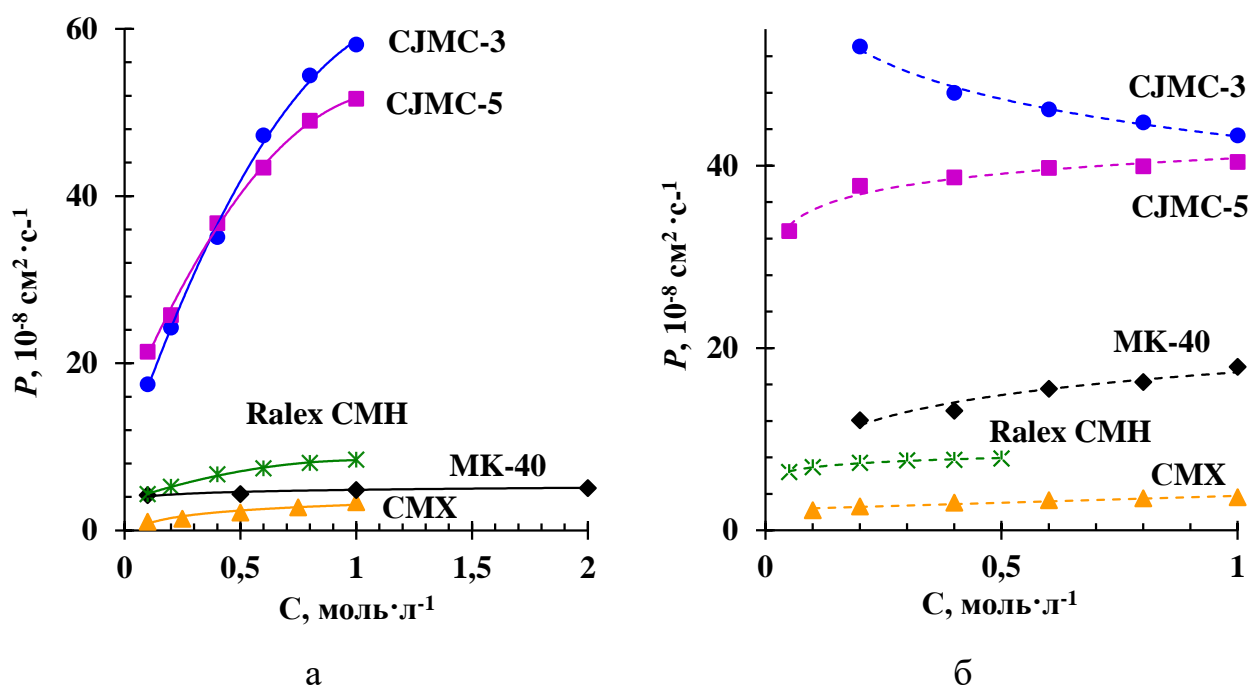 P, 10⁻⁸ см²·с-¹
60
40
20
0
0
0,5
1
1,5
2
С, моль·л⁻¹
CJMC-3
CJMC-5
Ralex CMH
МК-40
CMX
а
P, 10⁻⁸ см²·с-¹
40
20
0
0
0,5
1
С, моль·л⁻¹
CJMC-3
CJMC-5
МК-40
Ralex CMH
CMX
б